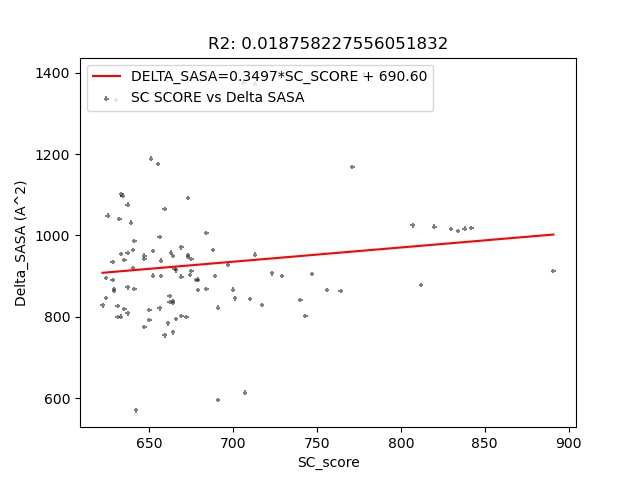 R2: 0.018758227556051832
DELTA_SASA=0.3497*SC_SCORE + 690.60
SC SCORE vs Delta SASA
1400
1200
1000
800
600
Delta_SASA (A^2)
650 700 750 800 850 900
SC_score